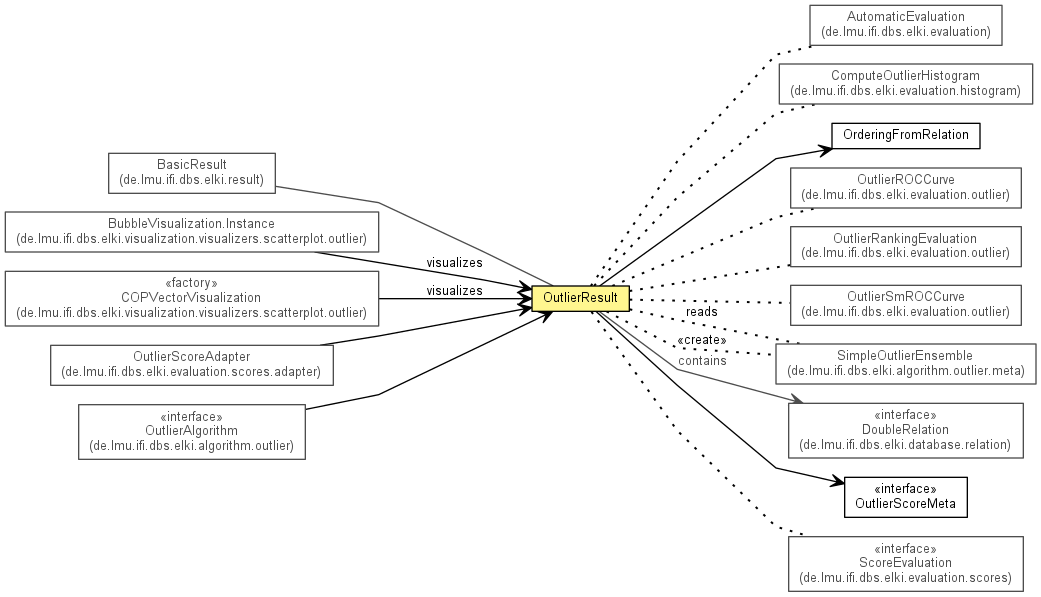 AutomaticEvaluation
(de.lmu.ifi.dbs.elki.evaluation)
ComputeOutlierHistogram
(de.lmu.ifi.dbs.elki.evaluation.histogram)
OrderingFromRelation
BasicResult
(de.lmu.ifi.dbs.elki.result)
OutlierROCCurve
(de.lmu.ifi.dbs.elki.evaluation.outlier)
BubbleVisualization.Instance
(de.lmu.ifi.dbs.elki.visualization.visualizers.scatterplot.outlier)
OutlierRankingEvaluation
(de.lmu.ifi.dbs.elki.evaluation.outlier)
visualizes
«factory»
COPVectorVisualization
(de.lmu.ifi.dbs.elki.visualization.visualizers.scatterplot.outlier)
visualizes
OutlierResult
OutlierSmROCCurve
(de.lmu.ifi.dbs.elki.evaluation.outlier)
reads
«create»
contains
OutlierScoreAdapter
(de.lmu.ifi.dbs.elki.evaluation.scores.adapter)
SimpleOutlierEnsemble
(de.lmu.ifi.dbs.elki.algorithm.outlier.meta)
«interface»
OutlierAlgorithm
(de.lmu.ifi.dbs.elki.algorithm.outlier)
«interface»
DoubleRelation
(de.lmu.ifi.dbs.elki.database.relation)
«interface»
OutlierScoreMeta
«interface»
ScoreEvaluation
(de.lmu.ifi.dbs.elki.evaluation.scores)